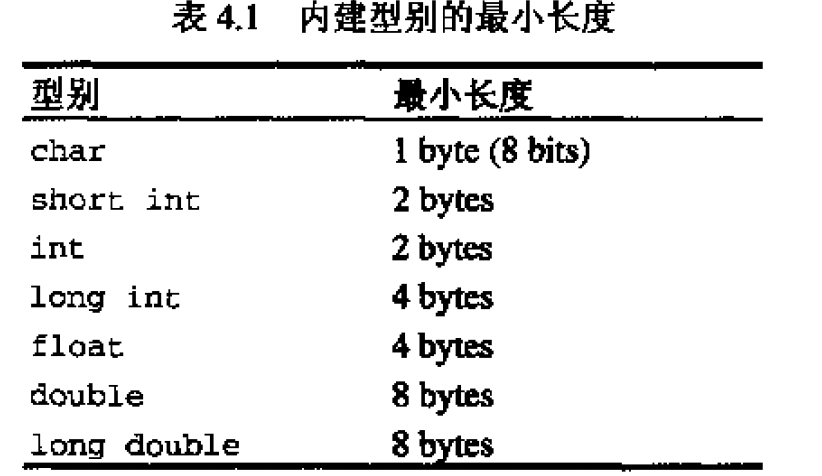 表 4.1 内建型别的最小长度
型别 最小长度
char 1 byte (8 bits)
short int 2 bytes
int 2 bytes
long int 4 bytes
float 4 bytes
double 8 bytes
long double 8 bytes